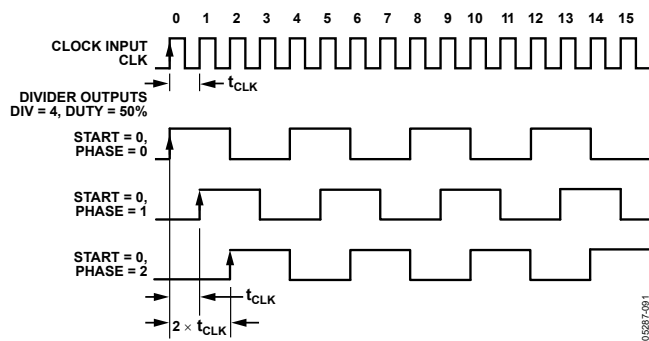 0 1 2 3 4 5 6 7 8 9 10 11 12 13 14 15
CLOCK INPUT
CLK
tCLK
DIVIDER OUTPUTS
DIV = 4, DUTY = 50%
START = 0,
PHASE = 0
START = 0,
PHASE = 1
START = 0,
PHASE = 2
tCLK
2 × tCLK
05287-091